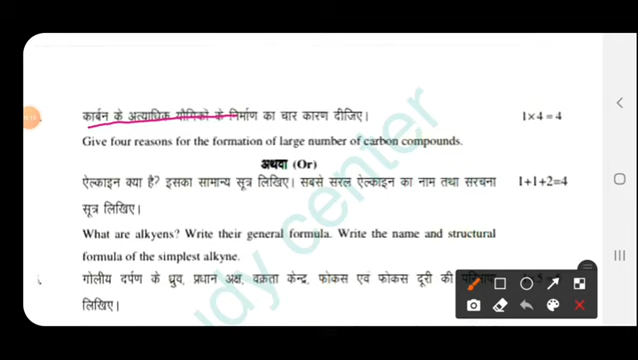 कार्बन के अत्याधिक यौगिको के निर्माण का चार कारण दीजिए। 1×4=4
Give four reasons for the formation of large number of carbon compounds.
अथवा (Or)
ऐल्काइन क्या है? इसका सामान्य सूत्र लिखिए। सबसे सरल ऐल्काइन का नाम तथा सरचना 1+1+2=4
सूत्र लिखिए।
What are alkyens? Write their general formula. Write the name and structural
formula of the simplest alkyne.
गोलीय दर्पण के ध्रुव, प्रधान अक्ष, वक्रता केन्द्र, फोकस एवं फोकस दूरी की
लिखिए।
udy center